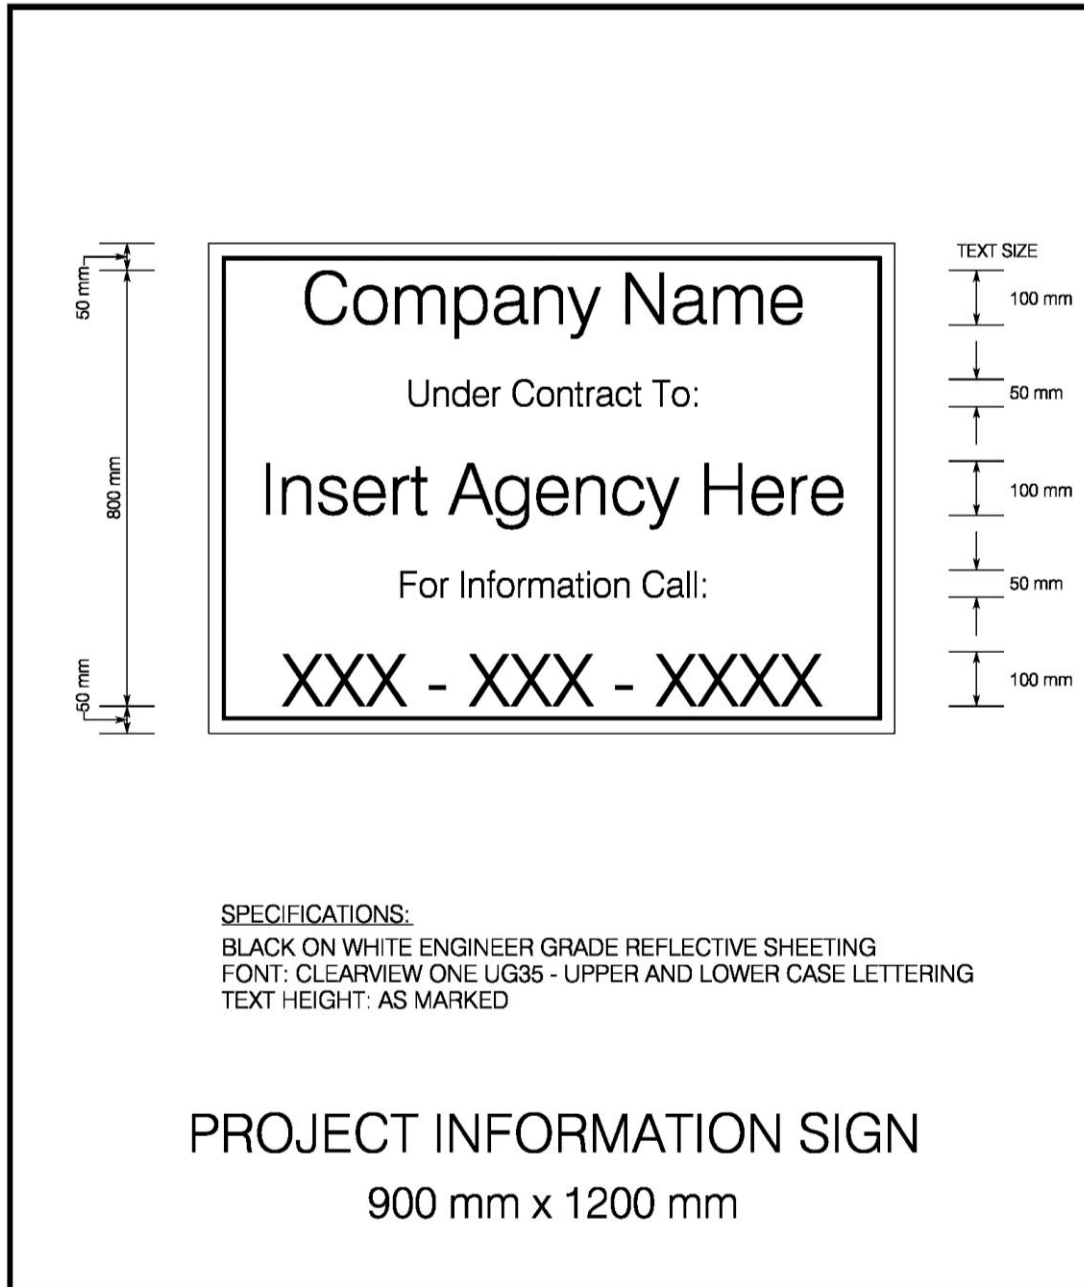 TEXT SIZE
50 mm
Company Name
100 mm
Under Contract To:
50 mm
800 mm
Insert Agency Here
100 mm
For Information Call:
50 mm
50 mm
XXX - XXX - XXXX
100 mm
SPECIFICATIONS:
BLACK ON WHITE ENGINEER GRADE REFLECTIVE SHEETING
FONT: CLEARVIEW ONE UG35 - UPPER AND LOWER CASE LETTERING
TEXT HEIGHT: AS MARKED
PROJECT INFORMATION SIGN
900 mm x 1200 mm